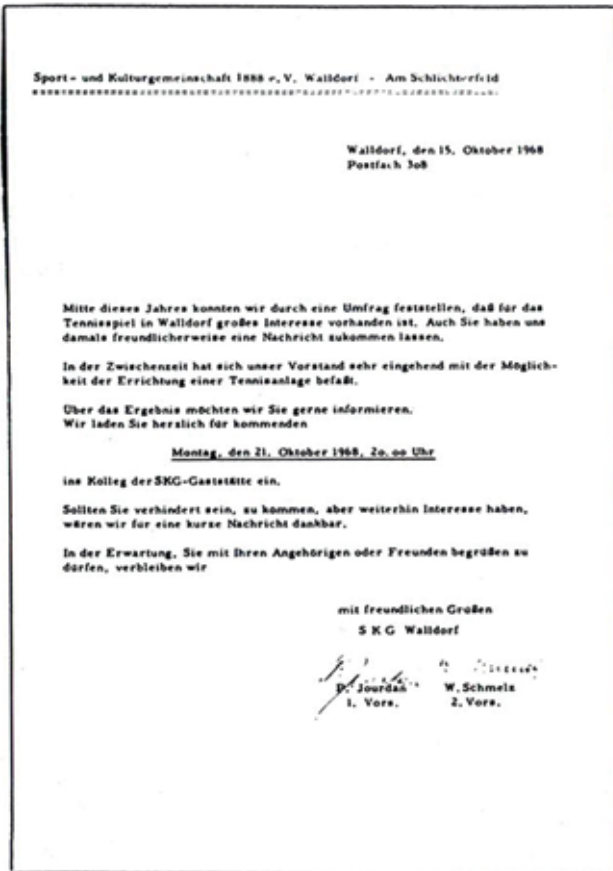 Sport- und Kulturgemeinschaft 1888 e.V. Walldorf - Am Schlichterfeld
Walldorf, den 15. Oktober 1968
Postfach 3o8
Mitte dieses Jahres konnten wir durch eine Umfrag feststellen, daß für das
Tennisspiel in Walldorf großes Interesse vorhanden ist. Auch Sie haben uns
damals freundlicherweise eine Nachricht zukommen lassen.
In der Zwischenzeit hat sich unser Vorstand sehr eingehend mit der Möglich-
keit der Errichtung einer Tennisanlage befaßt.
Über das Ergebnis möchten wir Sie gerne informieren.
Wir laden Sie herzlich für kommenden
Montag, den 21. Oktober 1968, 2o.oo Uhr
ins Kolleg der SKG-Gaststätte ein.
Sollten Sie verhindert sein, zu kommen, aber weiterhin Interesse haben,
wären wir für eine kurze Nachricht dankbar.
In der Erwartung, Sie mit Ihren Angehörigen oder Freunden begrüßen zu
dürfen, verbleiben wir
mit freundlichen Grüßen
S K G Walldorf
P. Jourdan W. Schmelz
1. Vors. 2. Vors.